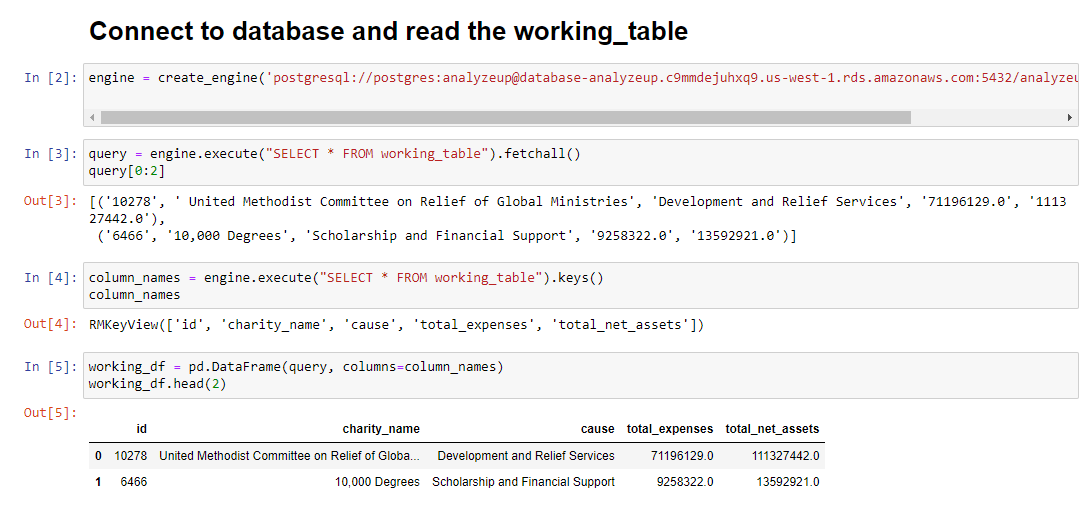 Connect to database and read the working_table
In [2]: engine = create_engine('postgresql://postgres:analyzeup@database-analyzeup.c9mmdejuhxq9.us-west-1.rds.amazonaws.com:5432/analyzeu
In [3]: query = engine.execute("SELECT * FROM working_table").fetchall()
query[0:2]
Out[3]: [('10278', ' United Methodist Committee on Relief of Global Ministries', 'Development and Relief Services', '71196129.0', '1113
27442.0'),
('6466', '10,000 Degrees', 'Scholarship and Financial Support', '9258322.0', '13592921.0')]
In [4]: column_names = engine.execute("SELECT * FROM working_table").keys()
column_names
Out[4]: RMKeyView(['id', 'charity_name', 'cause', 'total_expenses', 'total_net_assets'])
In [5]: working_df = pd.DataFrame(query, columns=column_names)
working_df.head(2)
Out[5]:
id charity_name cause total_expenses total_net_assets
0 10278 United Methodist Committee on Relief of Globa... Development and Relief Services 71196129.0 111327442.0
1 6466 10,000 Degrees Scholarship and Financial Support 9258322.0 13592921.0